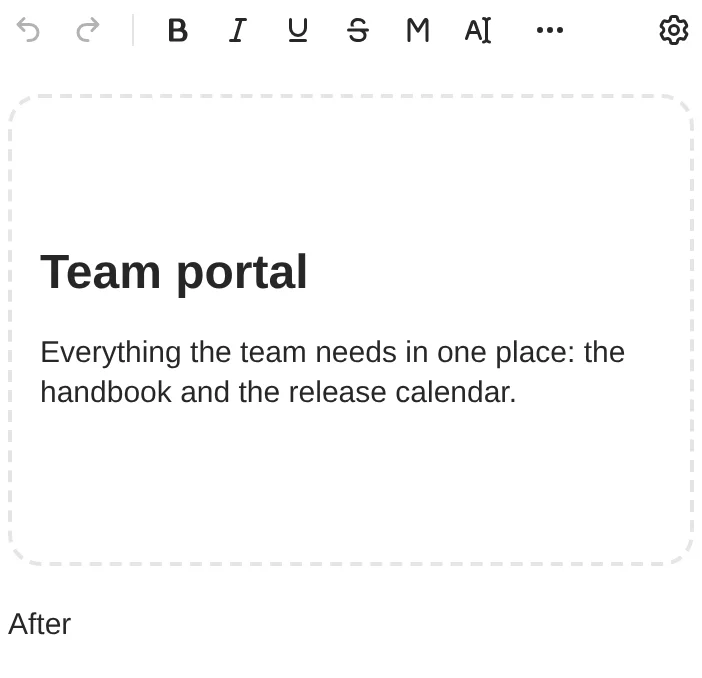 Team portal
Everything the team needs in one place: the
handbook and the release calendar.
After